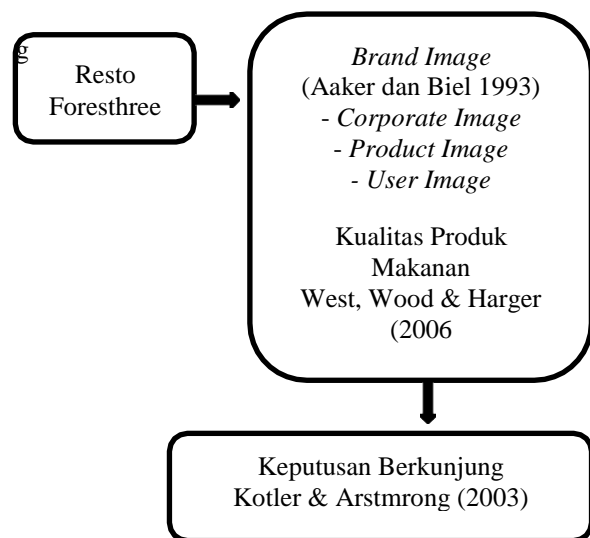 g
Resto
Foresthree
Brand Image
(Aaker dan Biel 1993)
- Corporate Image
- Product Image
- User Image
Kualitas Produk
Makanan
West, Wood & Harger
(2006
Keputusan Berkunjung
Kotler & Arstmrong (2003)